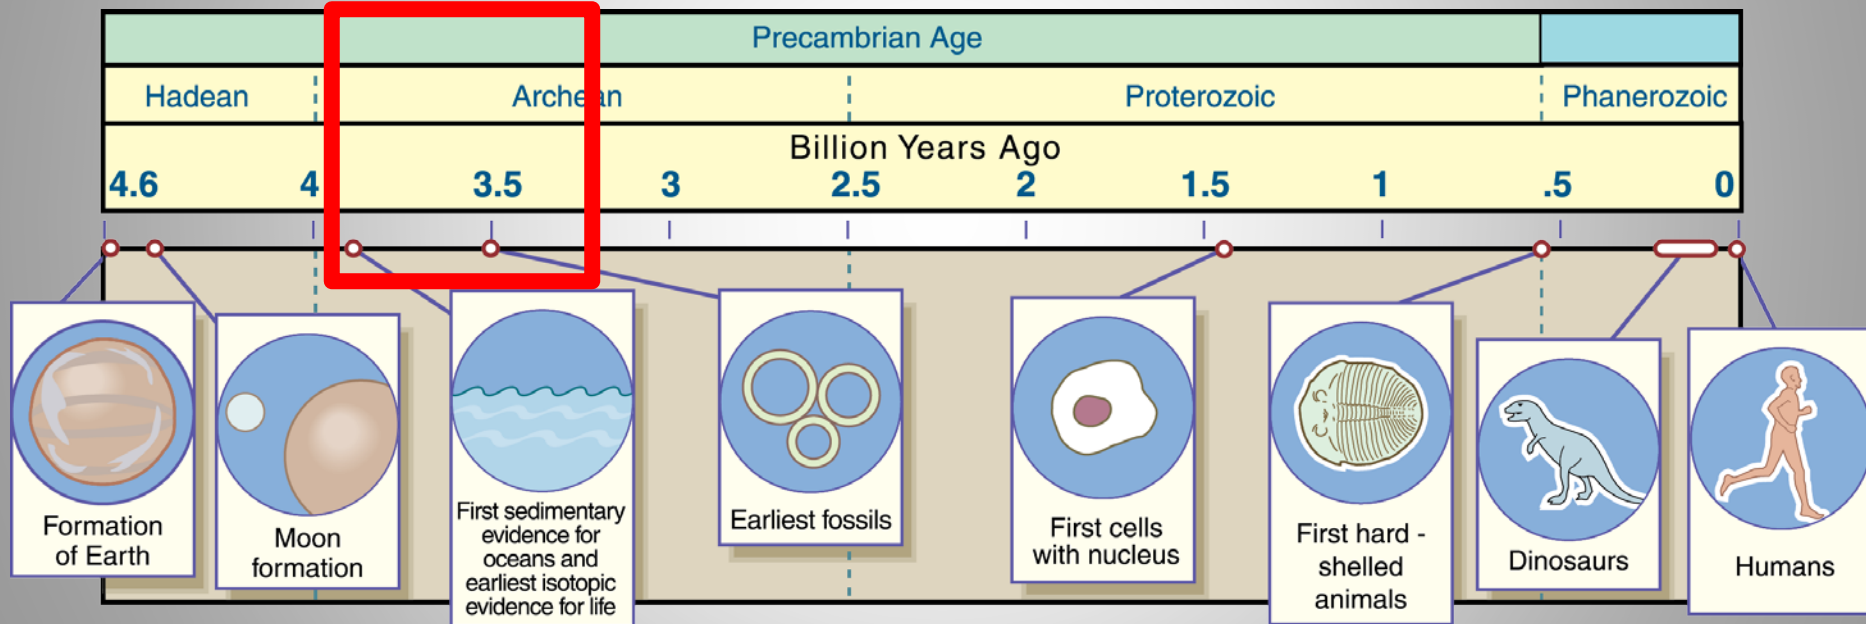 Precambrian Age
Hadean
Archean
Proterozoic
Phanerozoic
Billion Years Ago
4.6 4 3.5 3 2.5 2 1.5 1 .5 0
Formation
of Earth
Moon
formation
First sedimentary
evidence for
oceans and
earliest isotopic
evidence for life
Earliest fossils
First cells
with nucleus
First hard -
shelled
animals
Dinosaurs
Humans